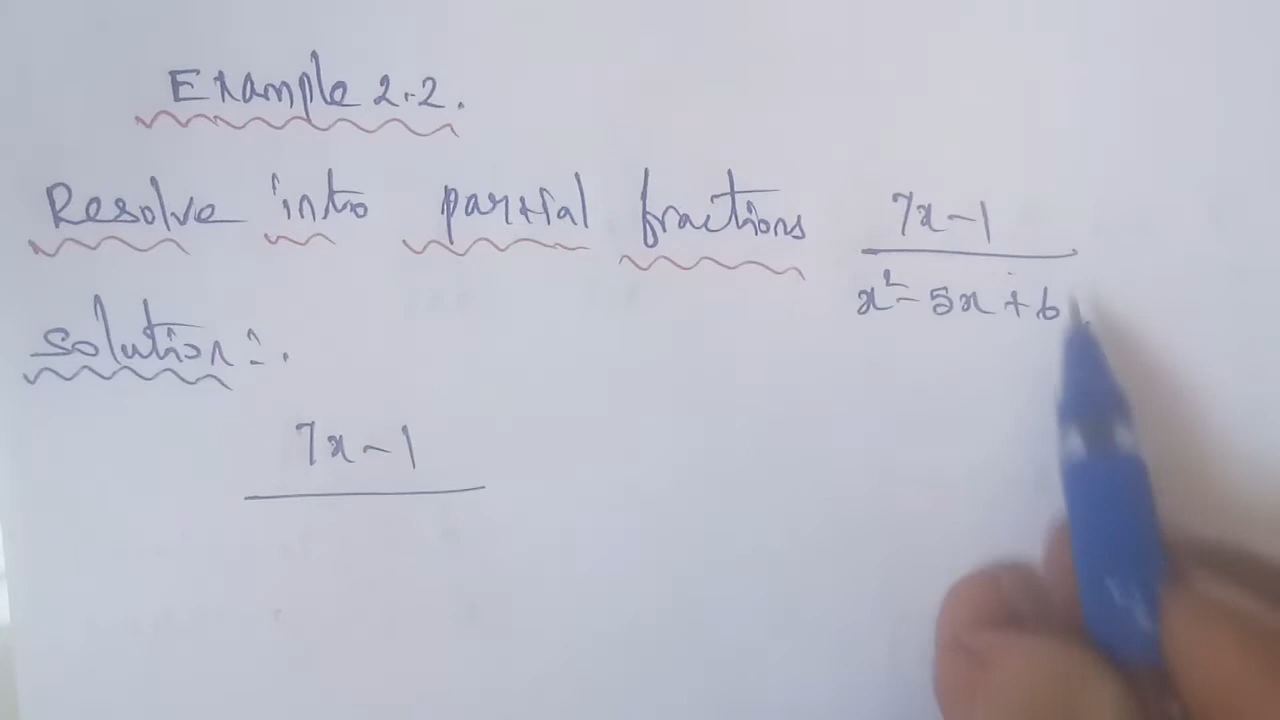 Example 2.2.
Resolve into partial fractions 7x-1
x²-5x+6
solution:-.
7x-1